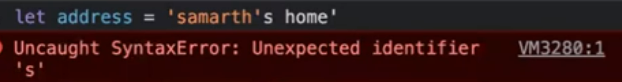 let address = 'samarth's home'
Uncaught SyntaxError: Unexpected identifier VM3280:1
's'